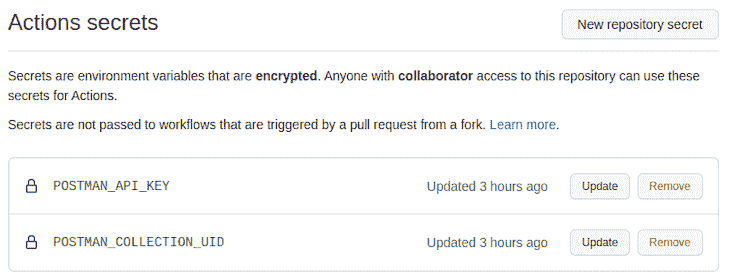 Actions secrets
New repository secret
Secrets are environment variables that are encrypted. Anyone with collaborator access to this repository can use these
secrets for Actions.
Secrets are not passed to workflows that are triggered by a pull request from a fork. Learn more.
POSTMAN_API_KEY Updated 3 hours ago Update Remove
POSTMAN_COLLECTION_UID Updated 3 hours ago Update Remove